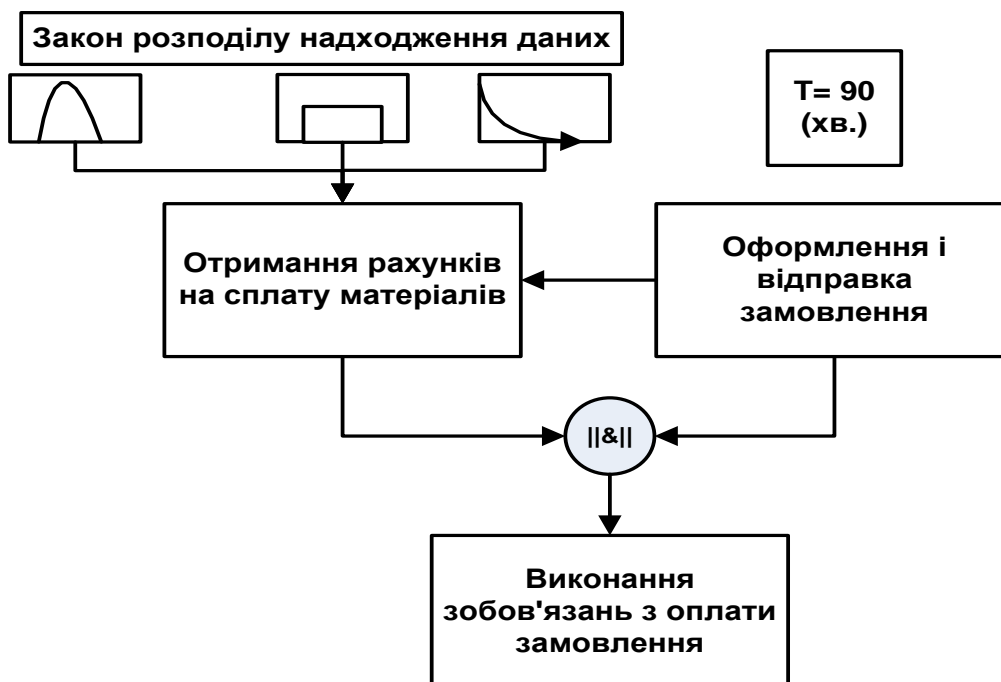 Закон розподілу надходження даних
Т= 90
(хв.)
Отримання рахунків
на сплату матеріалів
Оформлення і
відправка
замовлення
||&||
Виконання
зобов'язань з оплати
замовлення